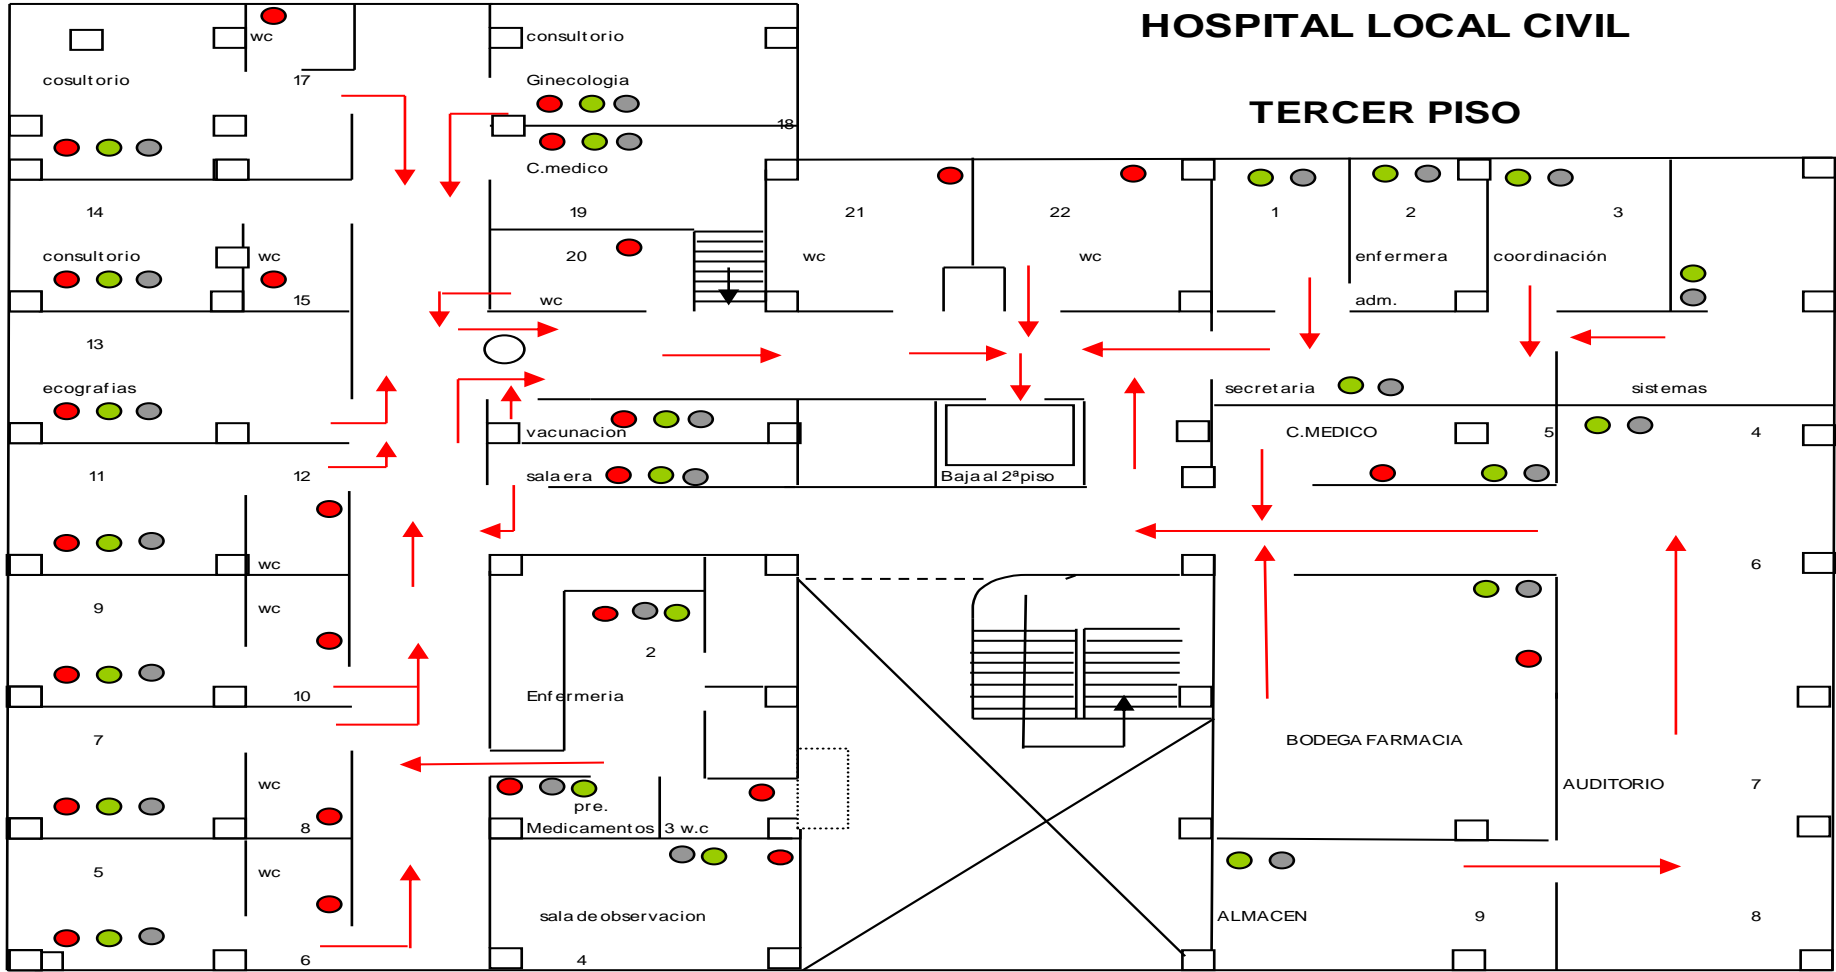 HOSPITAL LOCAL CIVIL
wc
consultorio
cosultorio
17
Ginecologia
TERCER PISO
18
C.medico
14
19
21
22
1
2
3
consultorio
wc
20
wc
wc
enfermera
coordinación
15
wc
adm.
13
ecografias
secretaria
sistemas
vacunacion
C.MEDICO
5
4
11
12
sala era
Baja al 2ª piso
wc
6
9
wc
2
10
Enfermeria
7
BODEGA FARMACIA
wc
AUDITORIO
7
pre.
8
Medicamentos 3 w.c
5
wc
sala de observacion
ALMACEN
9
8
6
4